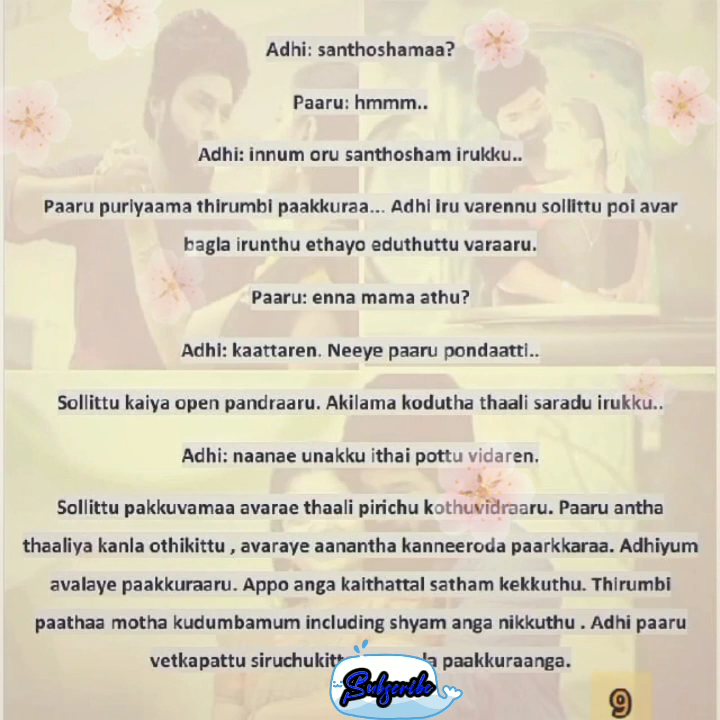 Adhi: santhoshamaa?
Paaru: hmmm..
Adhi: innum oru santhosham irukku..
Paaru puriyaama thirumbi paakkuraa... Adhi iru varennu sollittu poi avar
bagla irunthu ethayo eduthuttu varaaru.
Paaru: enna mama athu?
Adhi: kaattaren. Neeye paaru pondaatti..
Sollittu kaiya open pandraaru. Akilama kodutha thaali saradu irukku..
Adhi: naanae unakku ithai pottu vidaren.
Sollittu pakkuvamaa avarae thaali pirichu kothuvidraaru. Paaru antha
thaaliya kanla othikittu , avaraye aanantha kanneeroda paarkkaraa. Adhiyum
avalaye paakkuraaru. Appo anga kaithattal satham kekkuthu. Thirumbi
paathaa motha kudumbamum including shyam anga nikkuthu . Adhi paaru
vetkapattu paakkuraanga.
Subscribe
9